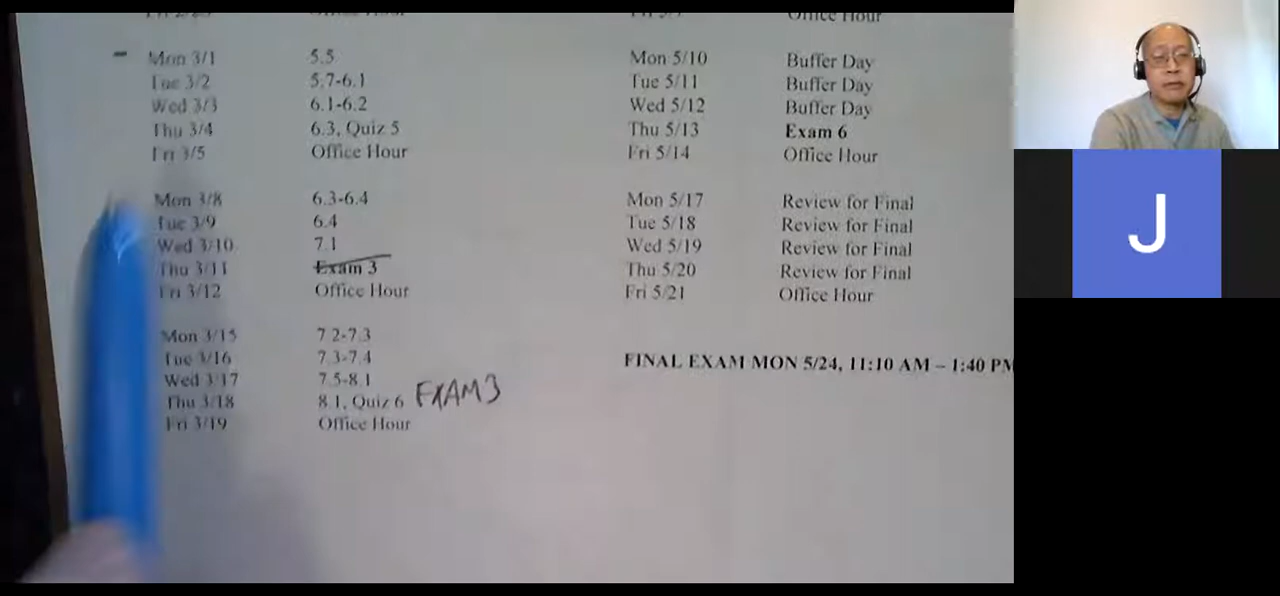 Office Hour
Mon 3/1 5.5
Tue 3/2 5.7-6.1
Wed 3/3 6.1-6.2
Thu 3/4 6.3, Quiz 5
Fri 3/5 Office Hour
Mon 3/8 6.3-6.4
Tue 3/9 6.4
Wed 3/10 7.1
Thu 3/11 Exam 3
Fri 3/12 Office Hour
Mon 3/15 7.2-7.3
Tue 3/16 7.3-7.4
Wed 3/17 7.5-8.1
Thu 3/18 8.1, Quiz 6 EXAM 3
Fri 3/19 Office Hour
Office Hour
Mon 5/10 Buffer Day
Tue 5/11 Buffer Day
Wed 5/12 Buffer Day
Thu 5/13 Exam 6
Fri 5/14 Office Hour
Mon 5/17 Review for Final
Tue 5/18 Review for Final
Wed 5/19 Review for Final
Thu 5/20 Review for Final
Fri 5/21 Office Hour
FINAL EXAM MON 5/24, 11:10 AM – 1:40 PM
J